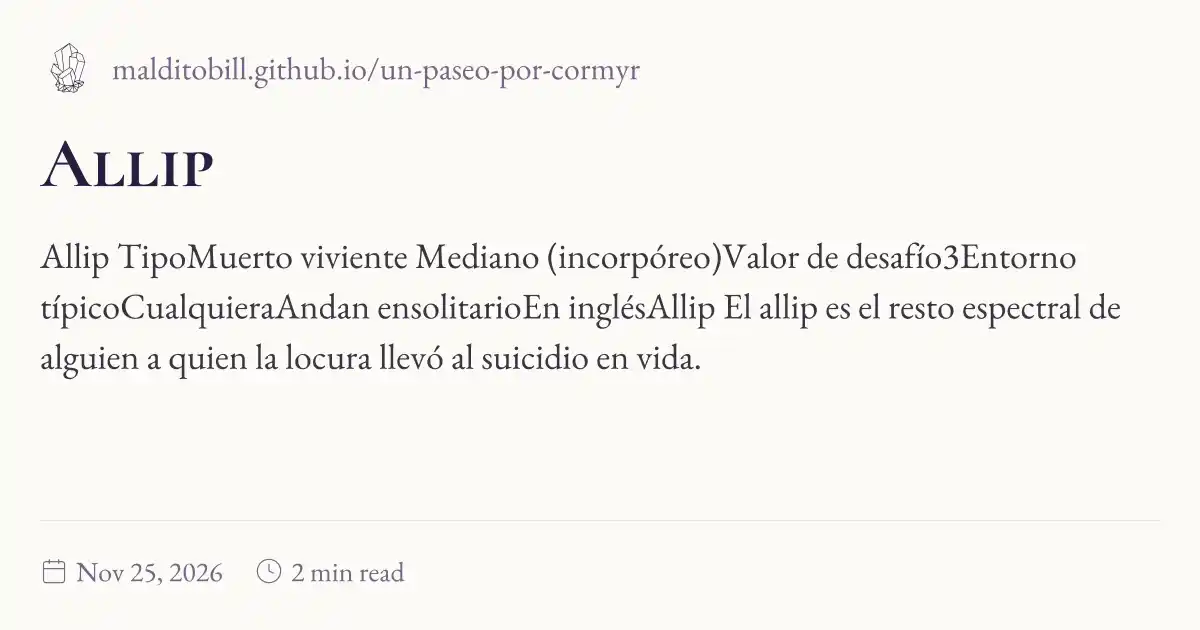 malditobill.github.io/un-paseo-por-cormyr
Allip
Allip TipoMuerto viviente Mediano (incorpóreo)Valor de desafío3Entorno
típicoCualquieraAndan ensolitarioEn inglésAllip El allip es el resto espectral de
alguien a quien la locura llevó al suicidio en vida.
Nov 25, 2026 2 min read